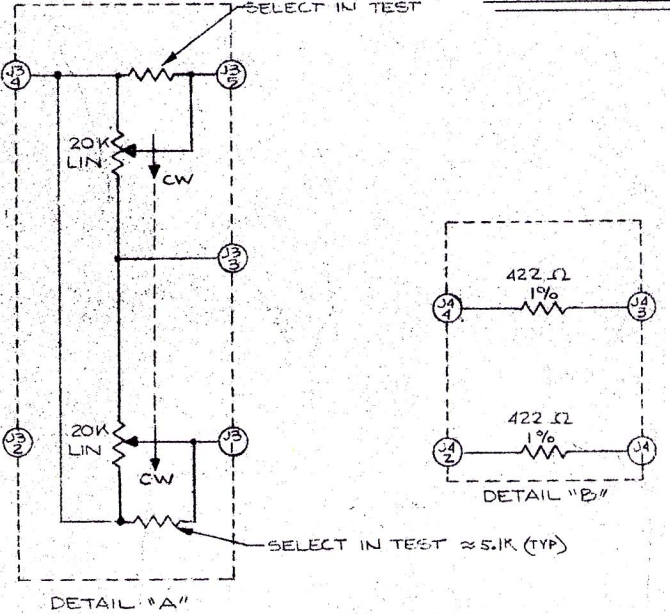 SELECT IN TEST
J3
4
J3
5
20K
LIN
CW
J3
3
J3
2
20K
LIN
J3
CW
SELECT IN TEST ≈5.1K (TYP)
DETAIL "A"
422 Ω
1%
J4
4
J4
3
422 Ω
1%
J4
2
J4
DETAIL "B"